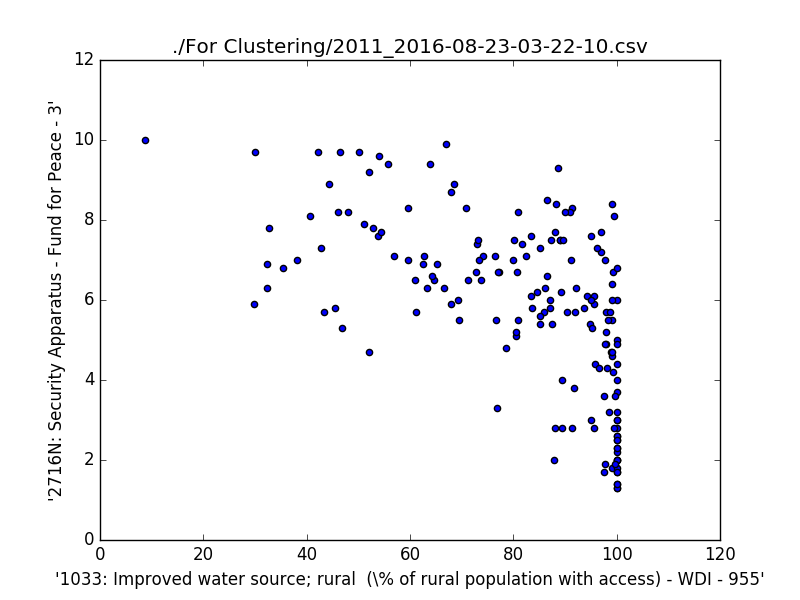 ./For Clustering/2011_2016-08-23-03-22-10.csv
'2716N: Security Apparatus - Fund for Peace - 3'
12
10
8
6
4
2
0
0 20 40 60 80 100 120
'1033: Improved water source; rural  (\% of rural population with access) - WDI - 955'